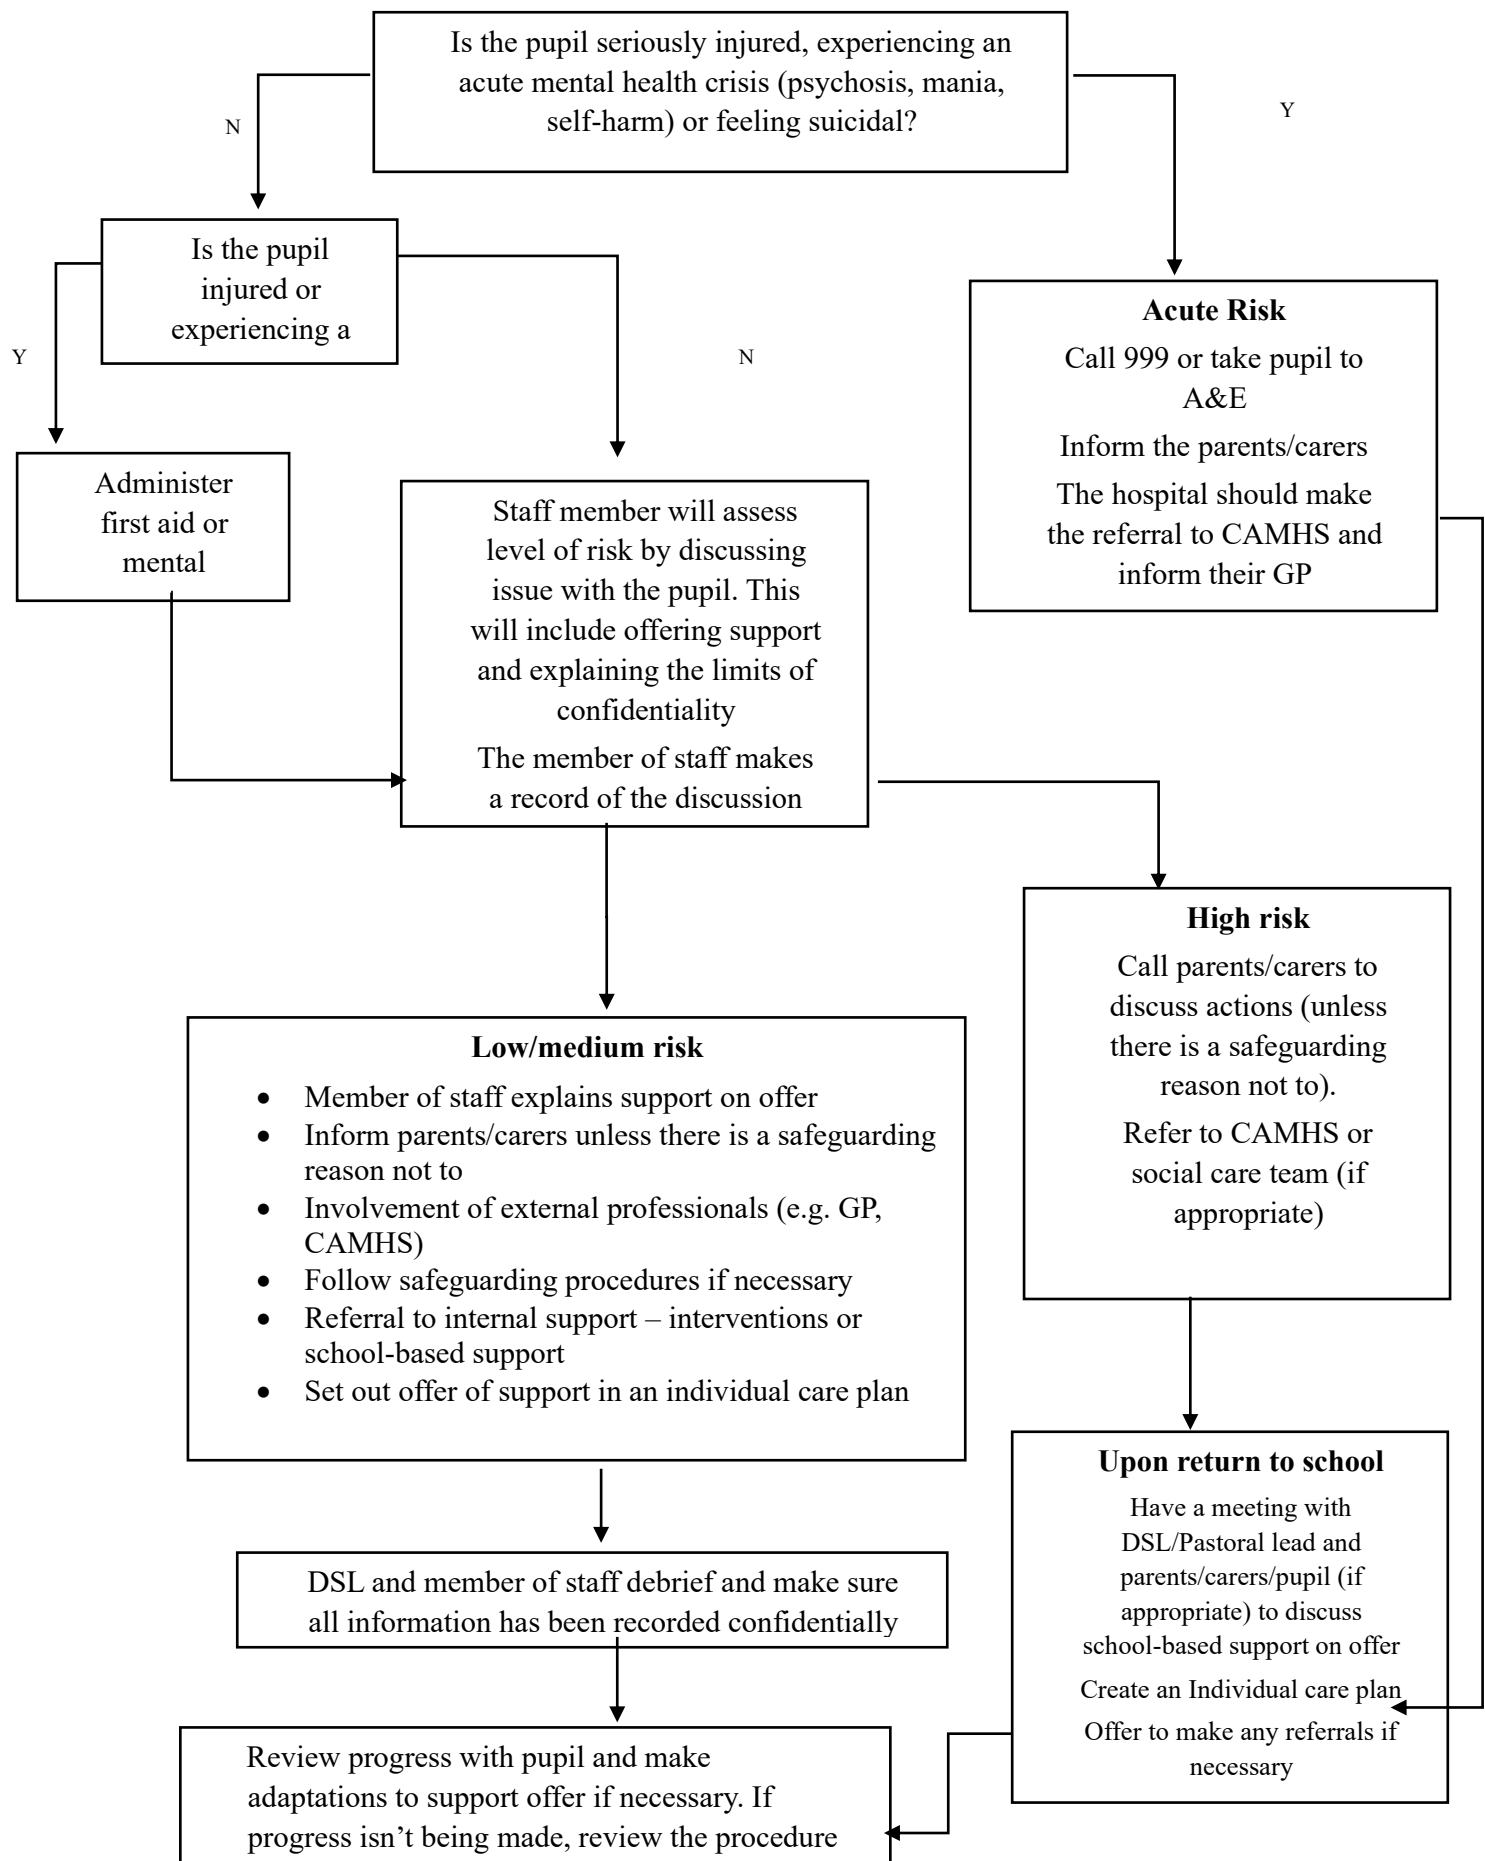 Is the pupil seriously injured, experiencing an
acute mental health crisis (psychosis, mania,
self-harm) or feeling suicidal?
N
Y
Is the pupil
injured or
experiencing a
Y
N
Acute Risk
Call 999 or take pupil to
A&E
Inform the parents/carers
The hospital should make
the referral to CAMHS and
inform their GP
Administer
first aid or
mental
Staff member will assess
level of risk by discussing
issue with the pupil. This
will include offering support
and explaining the limits of
confidentiality
The member of staff makes
a record of the discussion
High risk
Call parents/carers to
discuss actions (unless
there is a safeguarding
reason not to).
Refer to CAMHS or
social care team (if
appropriate)
Low/medium risk
• Member of staff explains support on offer
• Inform parents/carers unless there is a safeguarding
reason not to
• Involvement of external professionals (e.g. GP,
CAMHS)
• Follow safeguarding procedures if necessary
• Referral to internal support – interventions or
school-based support
• Set out offer of support in an individual care plan
Upon return to school
Have a meeting with
DSL/Pastoral lead and
parents/carers/pupil (if
appropriate) to discuss
school-based support on offer
Create an Individual care plan
Offer to make any referrals if
necessary
DSL and member of staff debrief and make sure
all information has been recorded confidentially
Review progress with pupil and make
adaptations to support offer if necessary. If
progress isn’t being made, review the procedure